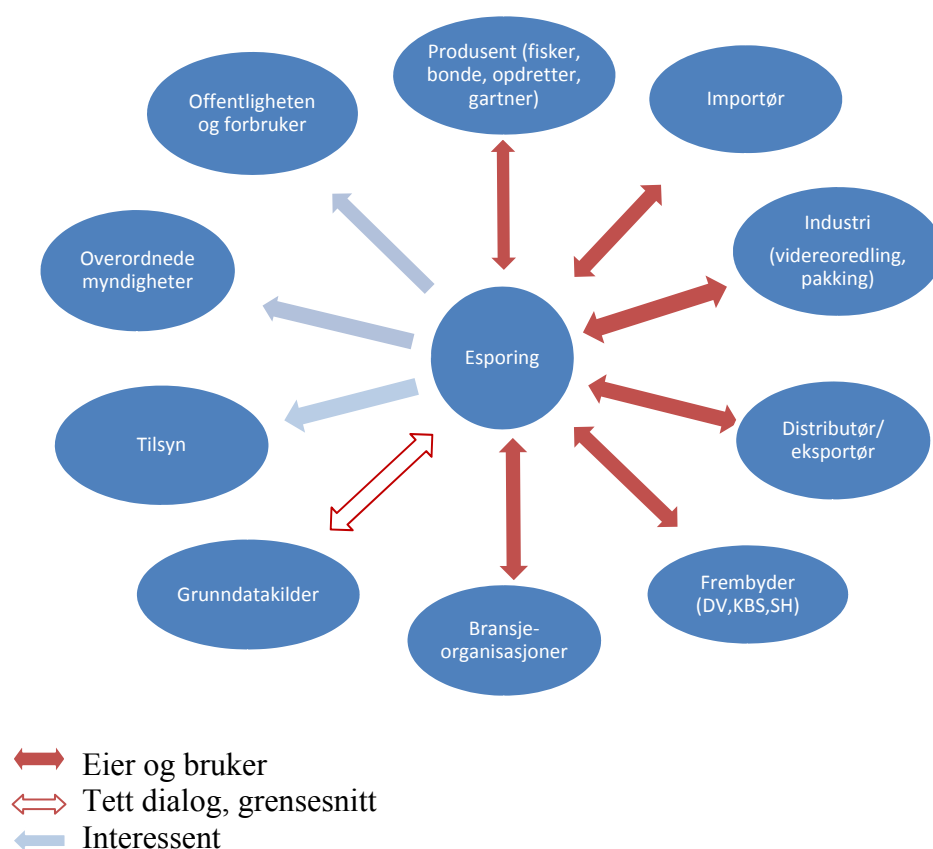 Produsent (fisker,
bonde, opdretter,
gartner)
Importør
Offentligheten
og forbruker
Industri
(videreoredling,
pakking)
Overordnede
myndigheter
Esporing
Distributør/
eksportør
Tilsyn
Frembyder
(DV,KBS,SH)
Grunndatakilder
Bransje-
organisasjoner
Eier og bruker
Tett dialog, grensesnitt
Interessent